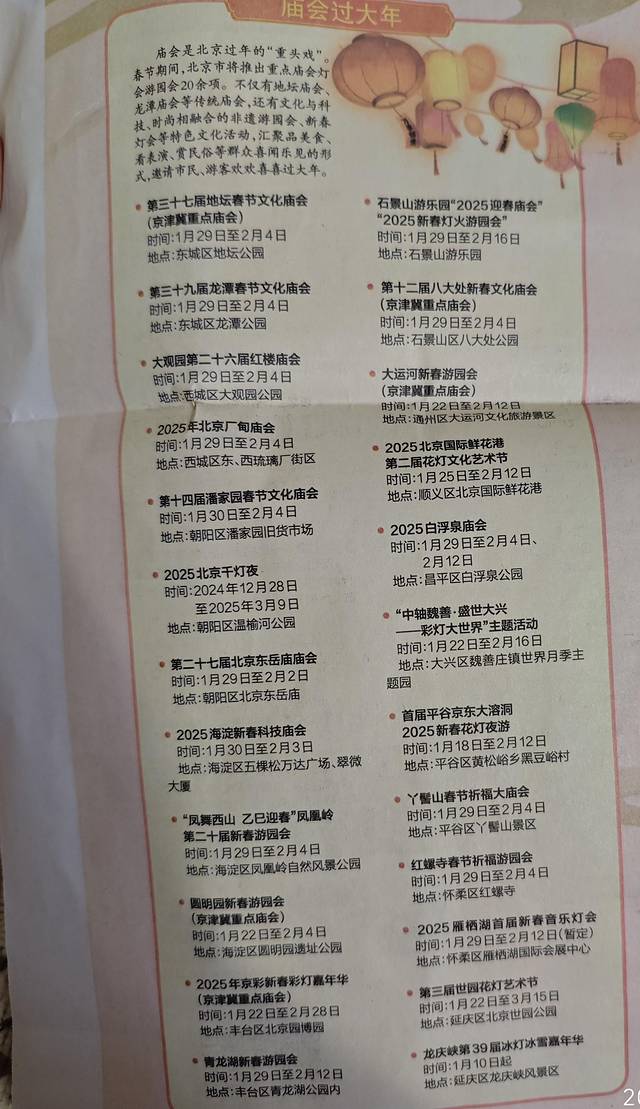 庙会过大年
庙会是北京过年的“重头戏”。
春节期间,北京市将推出重点庙会灯
会游园会20余项。不仅有地坛庙会、
龙潭庙会等传统庙会,还有文化与科
技、时尚相融合的非遗游园会、新春
灯会等特色文化活动,汇聚品美食、
看表演、赏民俗等群众喜闻乐见的形
式,邀请市民、游客欢欢喜喜过大年。
第三十七届地坛春节文化庙会
(京津冀重点庙会)
时间:1月29日至2月4日
地点:东城区地坛公园
第三十九届龙潭春节文化庙会
时间:1月29日至2月4日
地点:东城区龙潭公园
大观园第二十六届红楼庙会
时间:1月29日至2月4日
地点:西城区大观园公园
2025年北京厂甸庙会
时间:1月29日至2月4日
地点:西城区东、西琉璃厂街区
第十四届潘家园春节文化庙会
时间:1月30日至2月4日
地点:朝阳区潘家园旧货市场
2025北京千灯夜
时间:2024年12月28日
至2025年3月9日
地点:朝阳区温榆河公园
第二十七届北京东岳庙庙会
时间:1月29日至2月2日
地点:朝阳区北京东岳庙
2025海淀新春科技庙会
时间:1月30日至2月3日
地点:海淀区五棵松万达广场、翠微
大厦
“凤舞西山 乙巳迎春”凤凰岭
第二十届新春游园会
时间:1月29日至2月4日
地点:海淀区凤凰岭自然风景公园
圆明园新春游园会
(京津冀重点庙会)
时间:1月22日至2月4日
地点:海淀区圆明园遗址公园
2025年京彩新春彩灯嘉年华
(京津冀重点庙会)
时间:1月22日至2月28日
地点:丰台区北京园博园
青龙湖新春游园会
时间:1月29日至2月12日
地点:丰台区青龙湖公园内
石景山游乐园“2025迎春庙会”
“2025新春灯火游园会”
时间:1月29日至2月16日
地点:石景山游乐园
第十二届八大处新春文化庙会
(京津冀重点庙会)
时间:1月29日至2月4日
地点:石景山区八大处公园
大运河新春游园会
(京津冀重点庙会)
时间:1月22日至2月12日
地点:通州区大运河文化旅游景区
2025北京国际鲜花港
第二届花灯文化艺术节
时间:1月25日至2月12日
地点:顺义区北京国际鲜花港
2025白浮泉庙会
时间:1月29日至2月4日、
2月12日
地点:昌平区白浮泉公园
“中轴魏善·盛世大兴
——彩灯大世界”主题活动
时间:1月22日至2月16日
地点:大兴区魏善庄镇世界月季主
题园
首届平谷京东大溶洞
2025新春花灯夜游
时间:1月18日至2月12日
地点:平谷区黄松峪乡黑豆峪村
丫髻山春节祈福大庙会
时间:1月29日至2月4日
地点:平谷区丫髻山景区
红螺寺春节祈福游园会
时间:1月29日至2月4日
地点:怀柔区红螺寺
2025雁栖湖首届新春音乐灯会
时间:1月29日至2月12日(暂定)
地点:怀柔区雁栖湖国际会展中心
第三届世园花灯艺术节
时间:1月22日至3月15日
地点:延庆区北京世园公园
龙庆峡第39届冰灯冰雪嘉年华
时间:1月10日起
地点:延庆区龙庆峡风景区